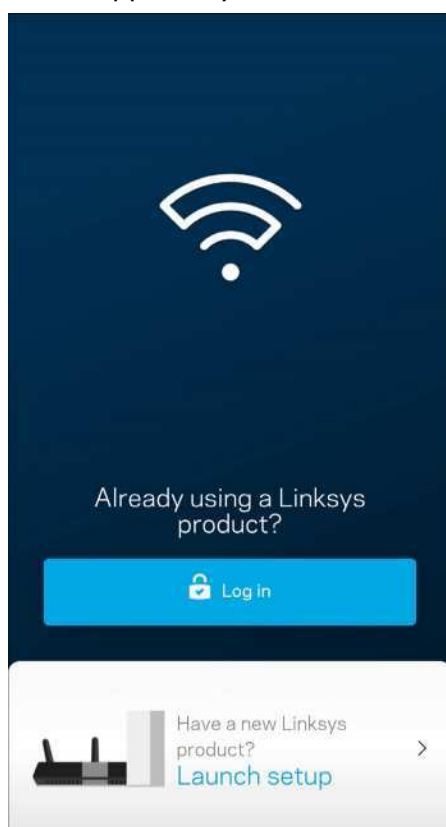 Already using a Linksys
product?
Log in
Have a new Linksys
product?
Launch setup